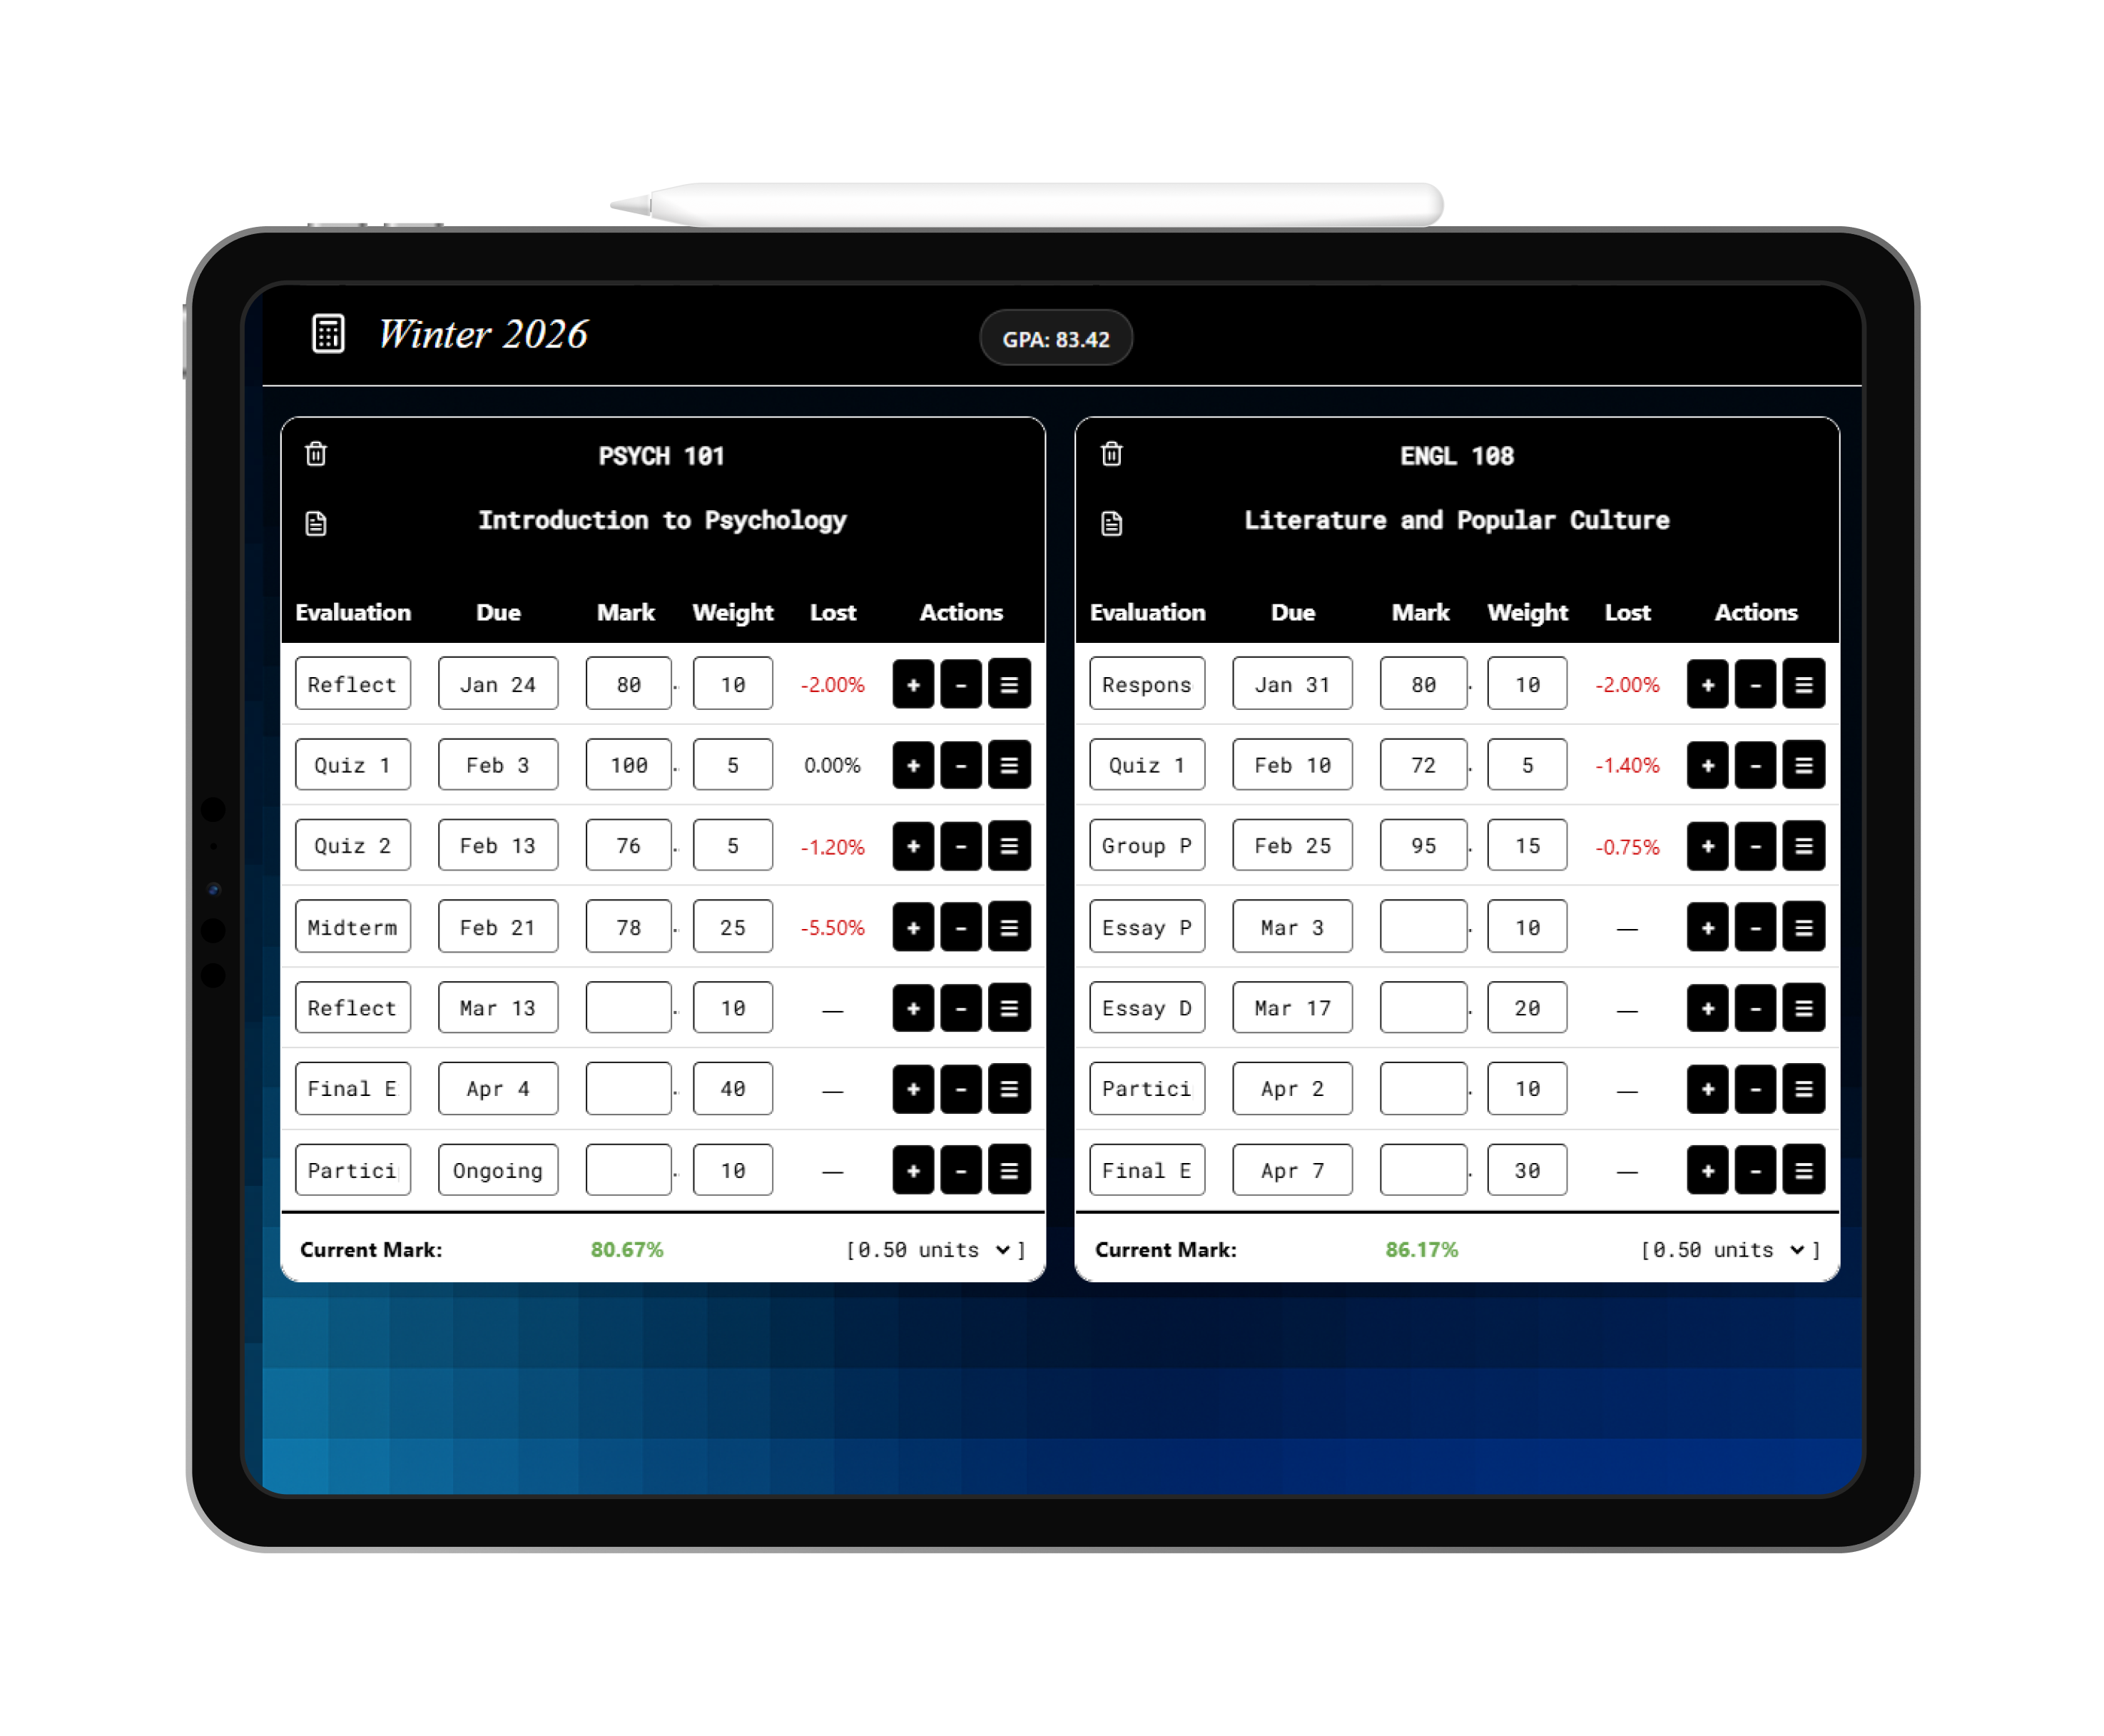 Winter 2026
GPA: 83.42
PSYCH 101
Introduction to Psychology
Evaluation Due Mark Weight Lost Actions
Reflect Jan 24 80 10 -2.00% + -
Quiz 1 Feb 3 100 5 0.00% + -
Quiz 2 Feb 13 76 5 -1.20% + -
Midterm Feb 21 78 25 -5.50% + -
Reflect Mar 13 10 — + -
Final E Apr 4 40 — + -
Partici Ongoing 10 — + -
Current Mark: 80.67% [0.50 units ]
ENGL 108
Literature and Popular Culture
Evaluation Due Mark Weight Lost Actions
Respons Jan 31 80 10 -2.00% + -
Quiz 1 Feb 10 72 5 -1.40% + -
Group P Feb 25 95 15 -0.75% + -
Essay P Mar 3 10 — + -
Essay D Mar 17 20 — + -
Partici Apr 2 10 — + -
Final E Apr 7 30 — + -
Current Mark: 86.17% [0.50 units ]